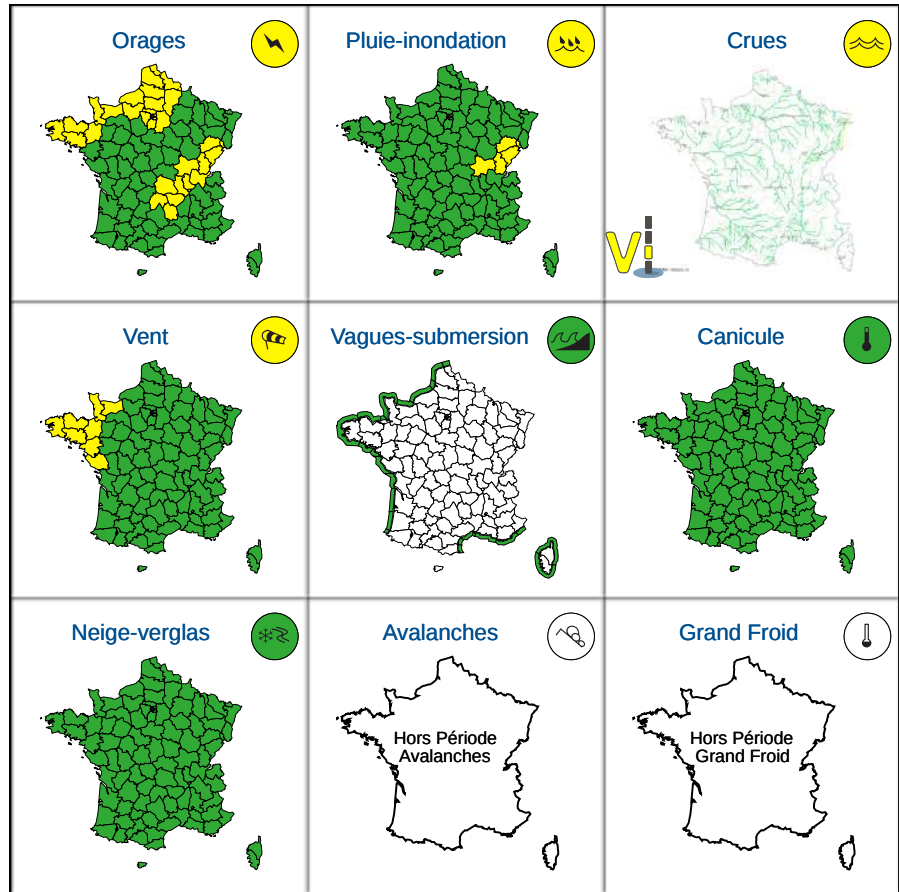 Orages
Pluie-inondation
Crues
Vi
Vent
Vagues-submersion
Canicule
Neige-verglas
Avalanches
Hors Période
Avalanches
Grand Froid
Hors Période
Grand Froid